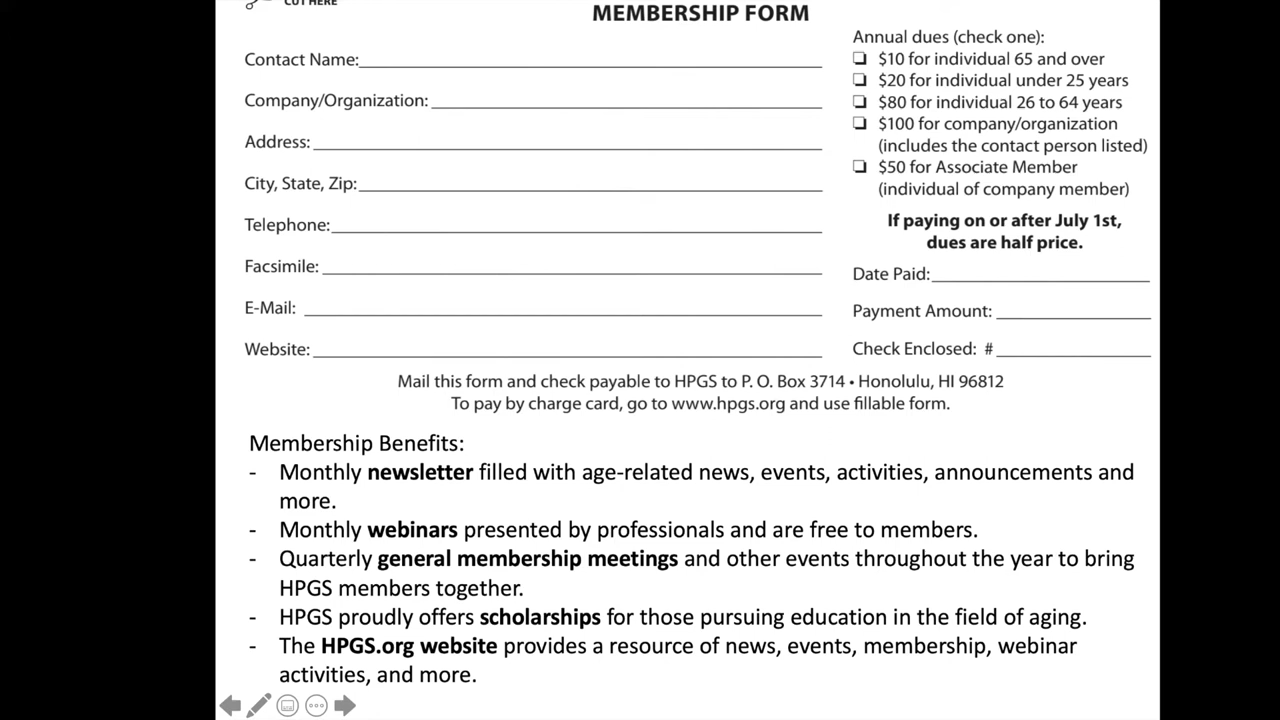 CUT HERE
MEMBERSHIP FORM
Contact Name:
Company/Organization:
Address:
City, State, Zip:
Telephone:
Facsimile:
E-Mail:
Website:
Annual dues (check one):
$10 for individual 65 and over
$20 for individual under 25 years
$80 for individual 26 to 64 years
$100 for company/organization
(includes the contact person listed)
$50 for Associate Member
(individual of company member)
If paying on or after July 1st,
dues are half price.
Date Paid:
Payment Amount:
Check Enclosed: #
Mail this form and check payable to HPGS to P. O. Box 3714 • Honolulu, HI 96812
To pay by charge card, go to www.hpgs.org and use fillable form.
Membership Benefits:
- Monthly newsletter filled with age-related news, events, activities, announcements and
more.
- Monthly webinars presented by professionals and are free to members.
- Quarterly general membership meetings and other events throughout the year to bring
HPGS members together.
- HPGS proudly offers scholarships for those pursuing education in the field of aging.
- The HPGS.org website provides a resource of news, events, membership, webinar
activities, and more.